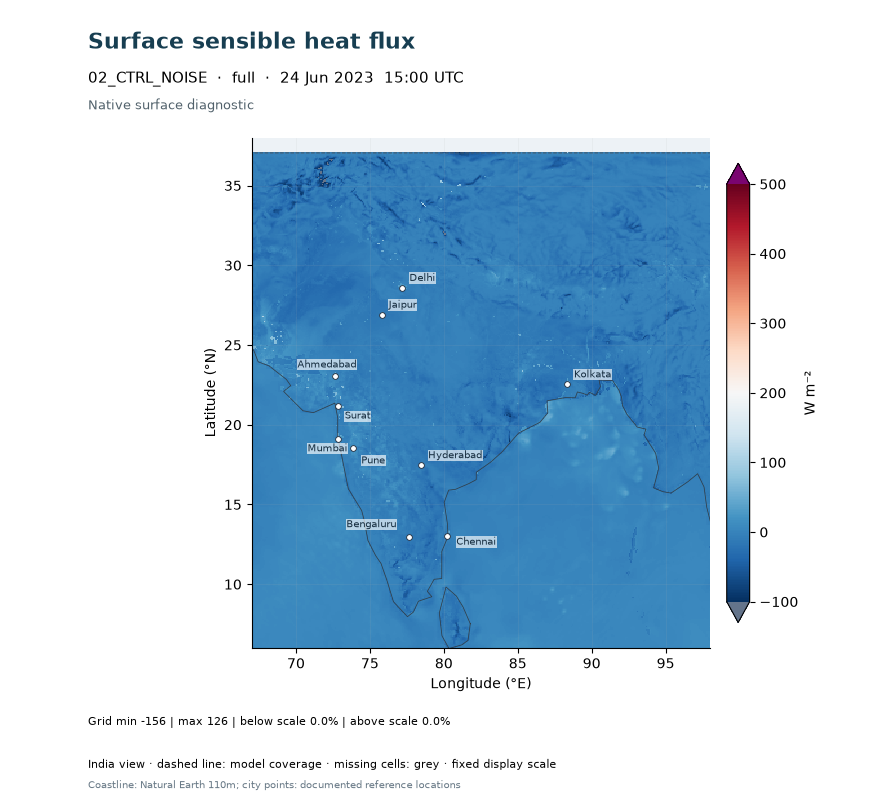 Surface sensible heat flux
02_CTRL_NOISE · full · 24 Jun 2023 15:00 UTC
Native surface diagnostic
35
30
25
20
15
10
Latitude (°N)
70
75
80
85
90
95
Longitude (°E)
Delhi
Jaipur
Ahmedabad
Kolkata
Surat
Mumbai
Pune
Hyderabad
Bengaluru
Chennai
500
400
300
200
100
0
−100
W m⁻²
Grid min -156 | max 126 | below scale 0.0% | above scale 0.0%
India view · dashed line: model coverage · missing cells: grey · fixed display scale
Coastline: Natural Earth 110m; city points: documented reference locations